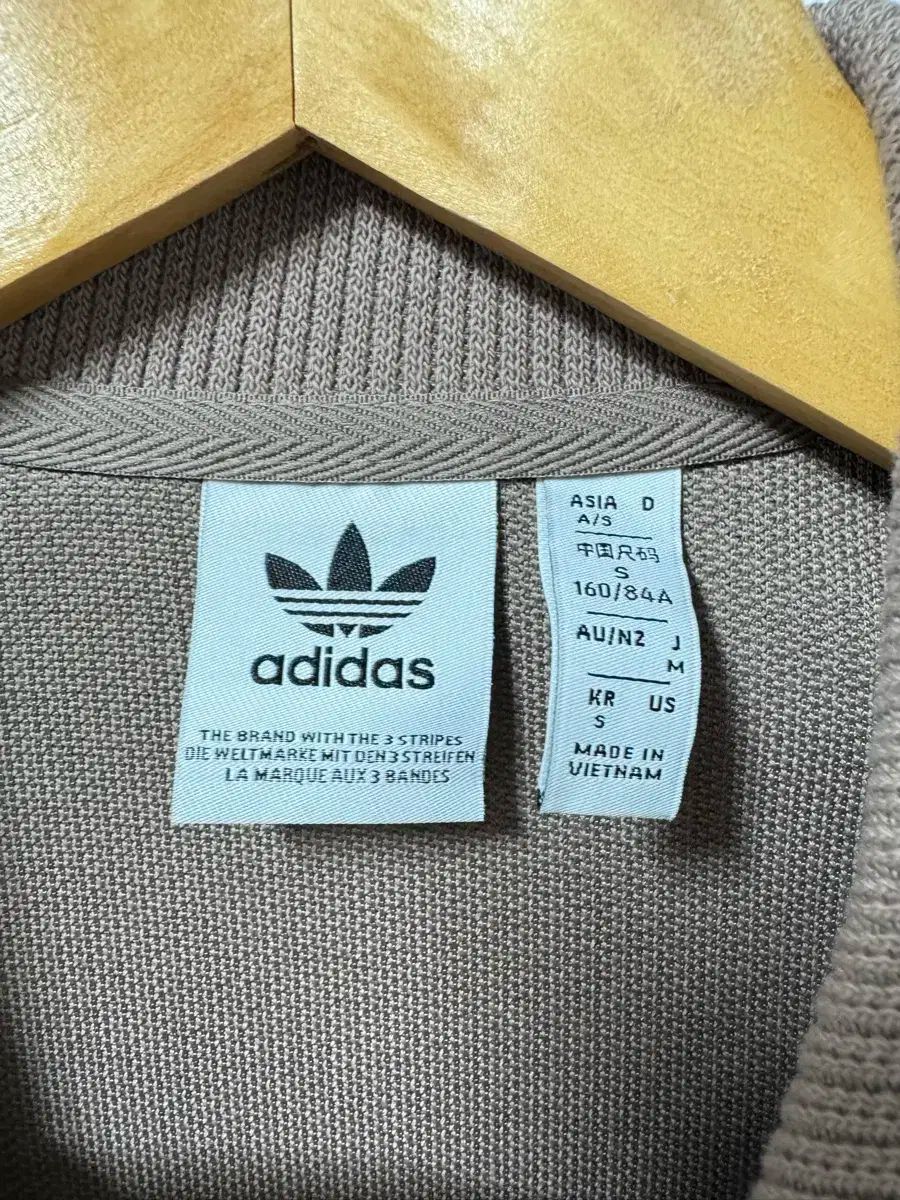 adidas
THE BRAND WITH THE 3 STRIPES
DIE WELTMARKE MIT DEN 3 STREIFEN
LA MARQUE AUX 3 BANDES
ASIA D
A/S
中国尺码
S
160/84A
AU/NZ J
M
KR US
S
MADE IN
VIETNAM